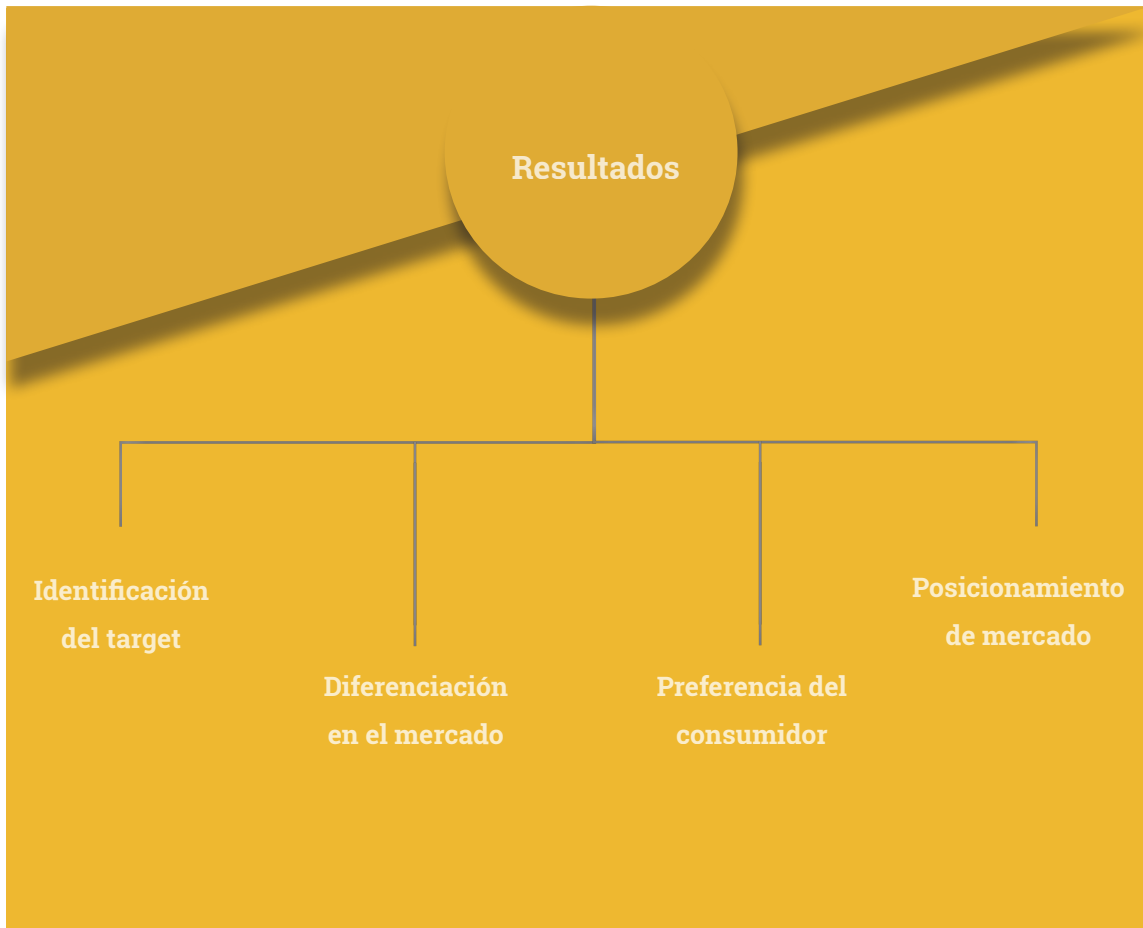 Resultados
Identificación
del target
Diferenciación
en el mercado
Preferencia del
consumidor
Posicionamiento
de mercado